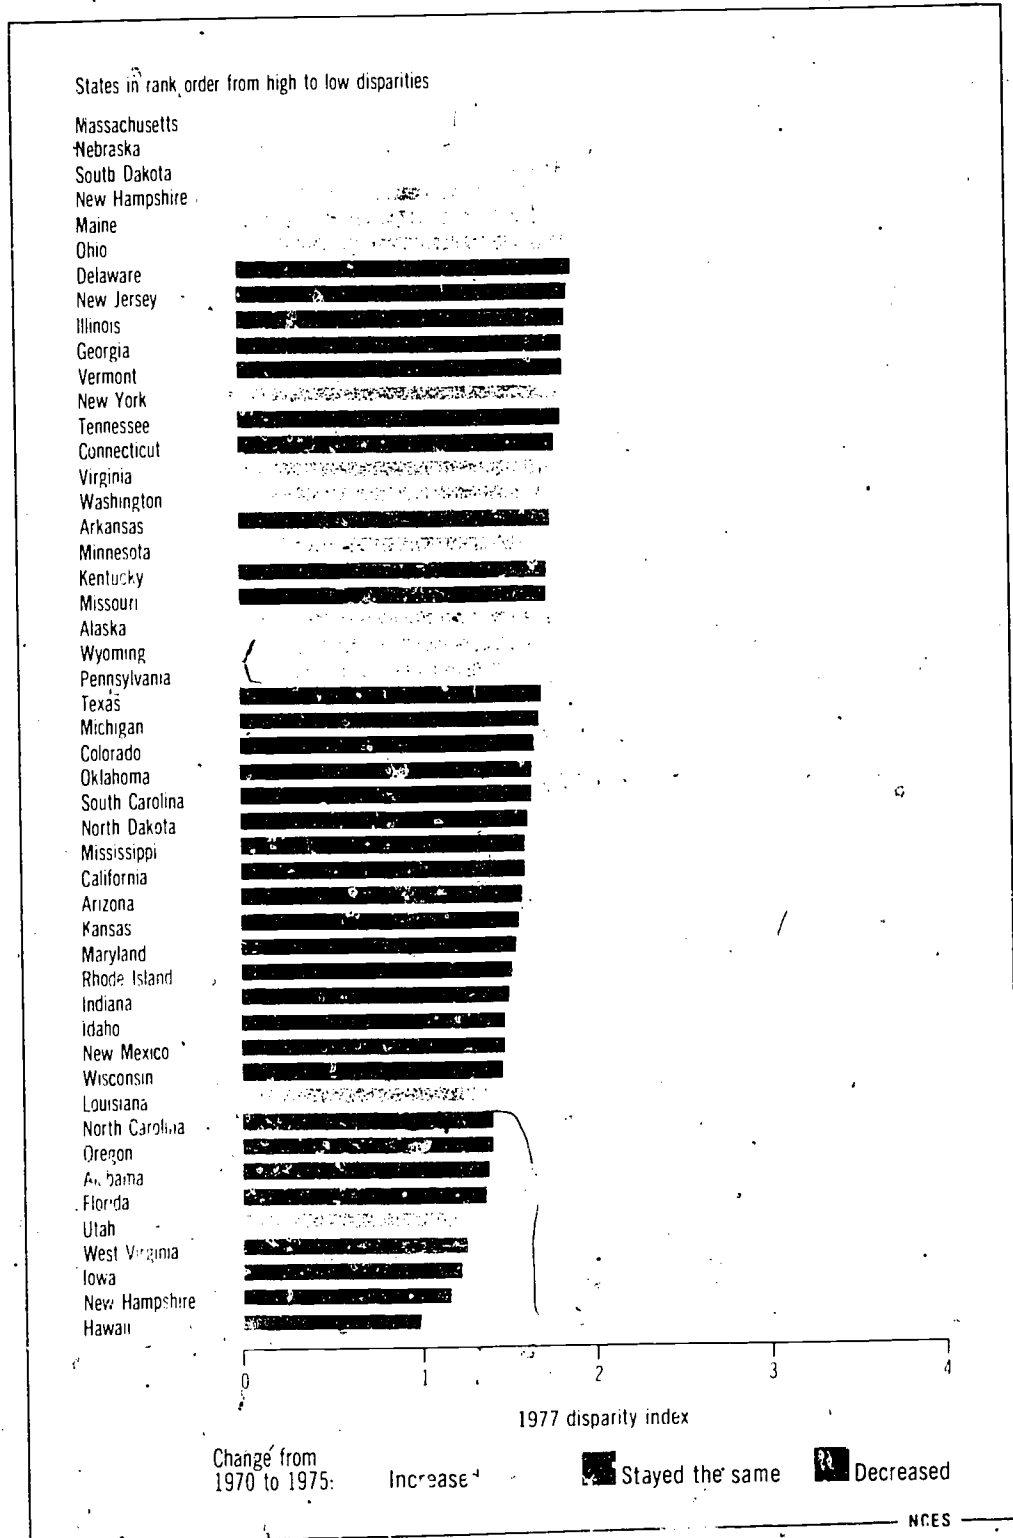 States in rank order from high to low disparities
Massachusetts
Nebraska
South Dakota
New Hampshire
Maine
Ohio
Delaware
New Jersey
Illinois
Georgia
Vermont
New York
Tennessee
Connecticut
Virginia
Washington
Arkansas
Minnesota
Kentucky
Missouri
Alaska
Wyoming
Pennsylvania
Texas
Michigan
Colorado
Oklahoma
South Carolina
North Dakota
Mississippi
California
Arizona
Kansas
Maryland
Rhode Island
Indiana
Idaho
New Mexico
Wisconsin
Louisiana
North Carolina
Oregon
Alabama
Florida
Utah
West Virginia
Iowa
New Hampshire
Hawaii
0 1 2 3 4
1977 disparity index
Change from
1970 to 1975: Increased Stayed the same Decreased
NCES